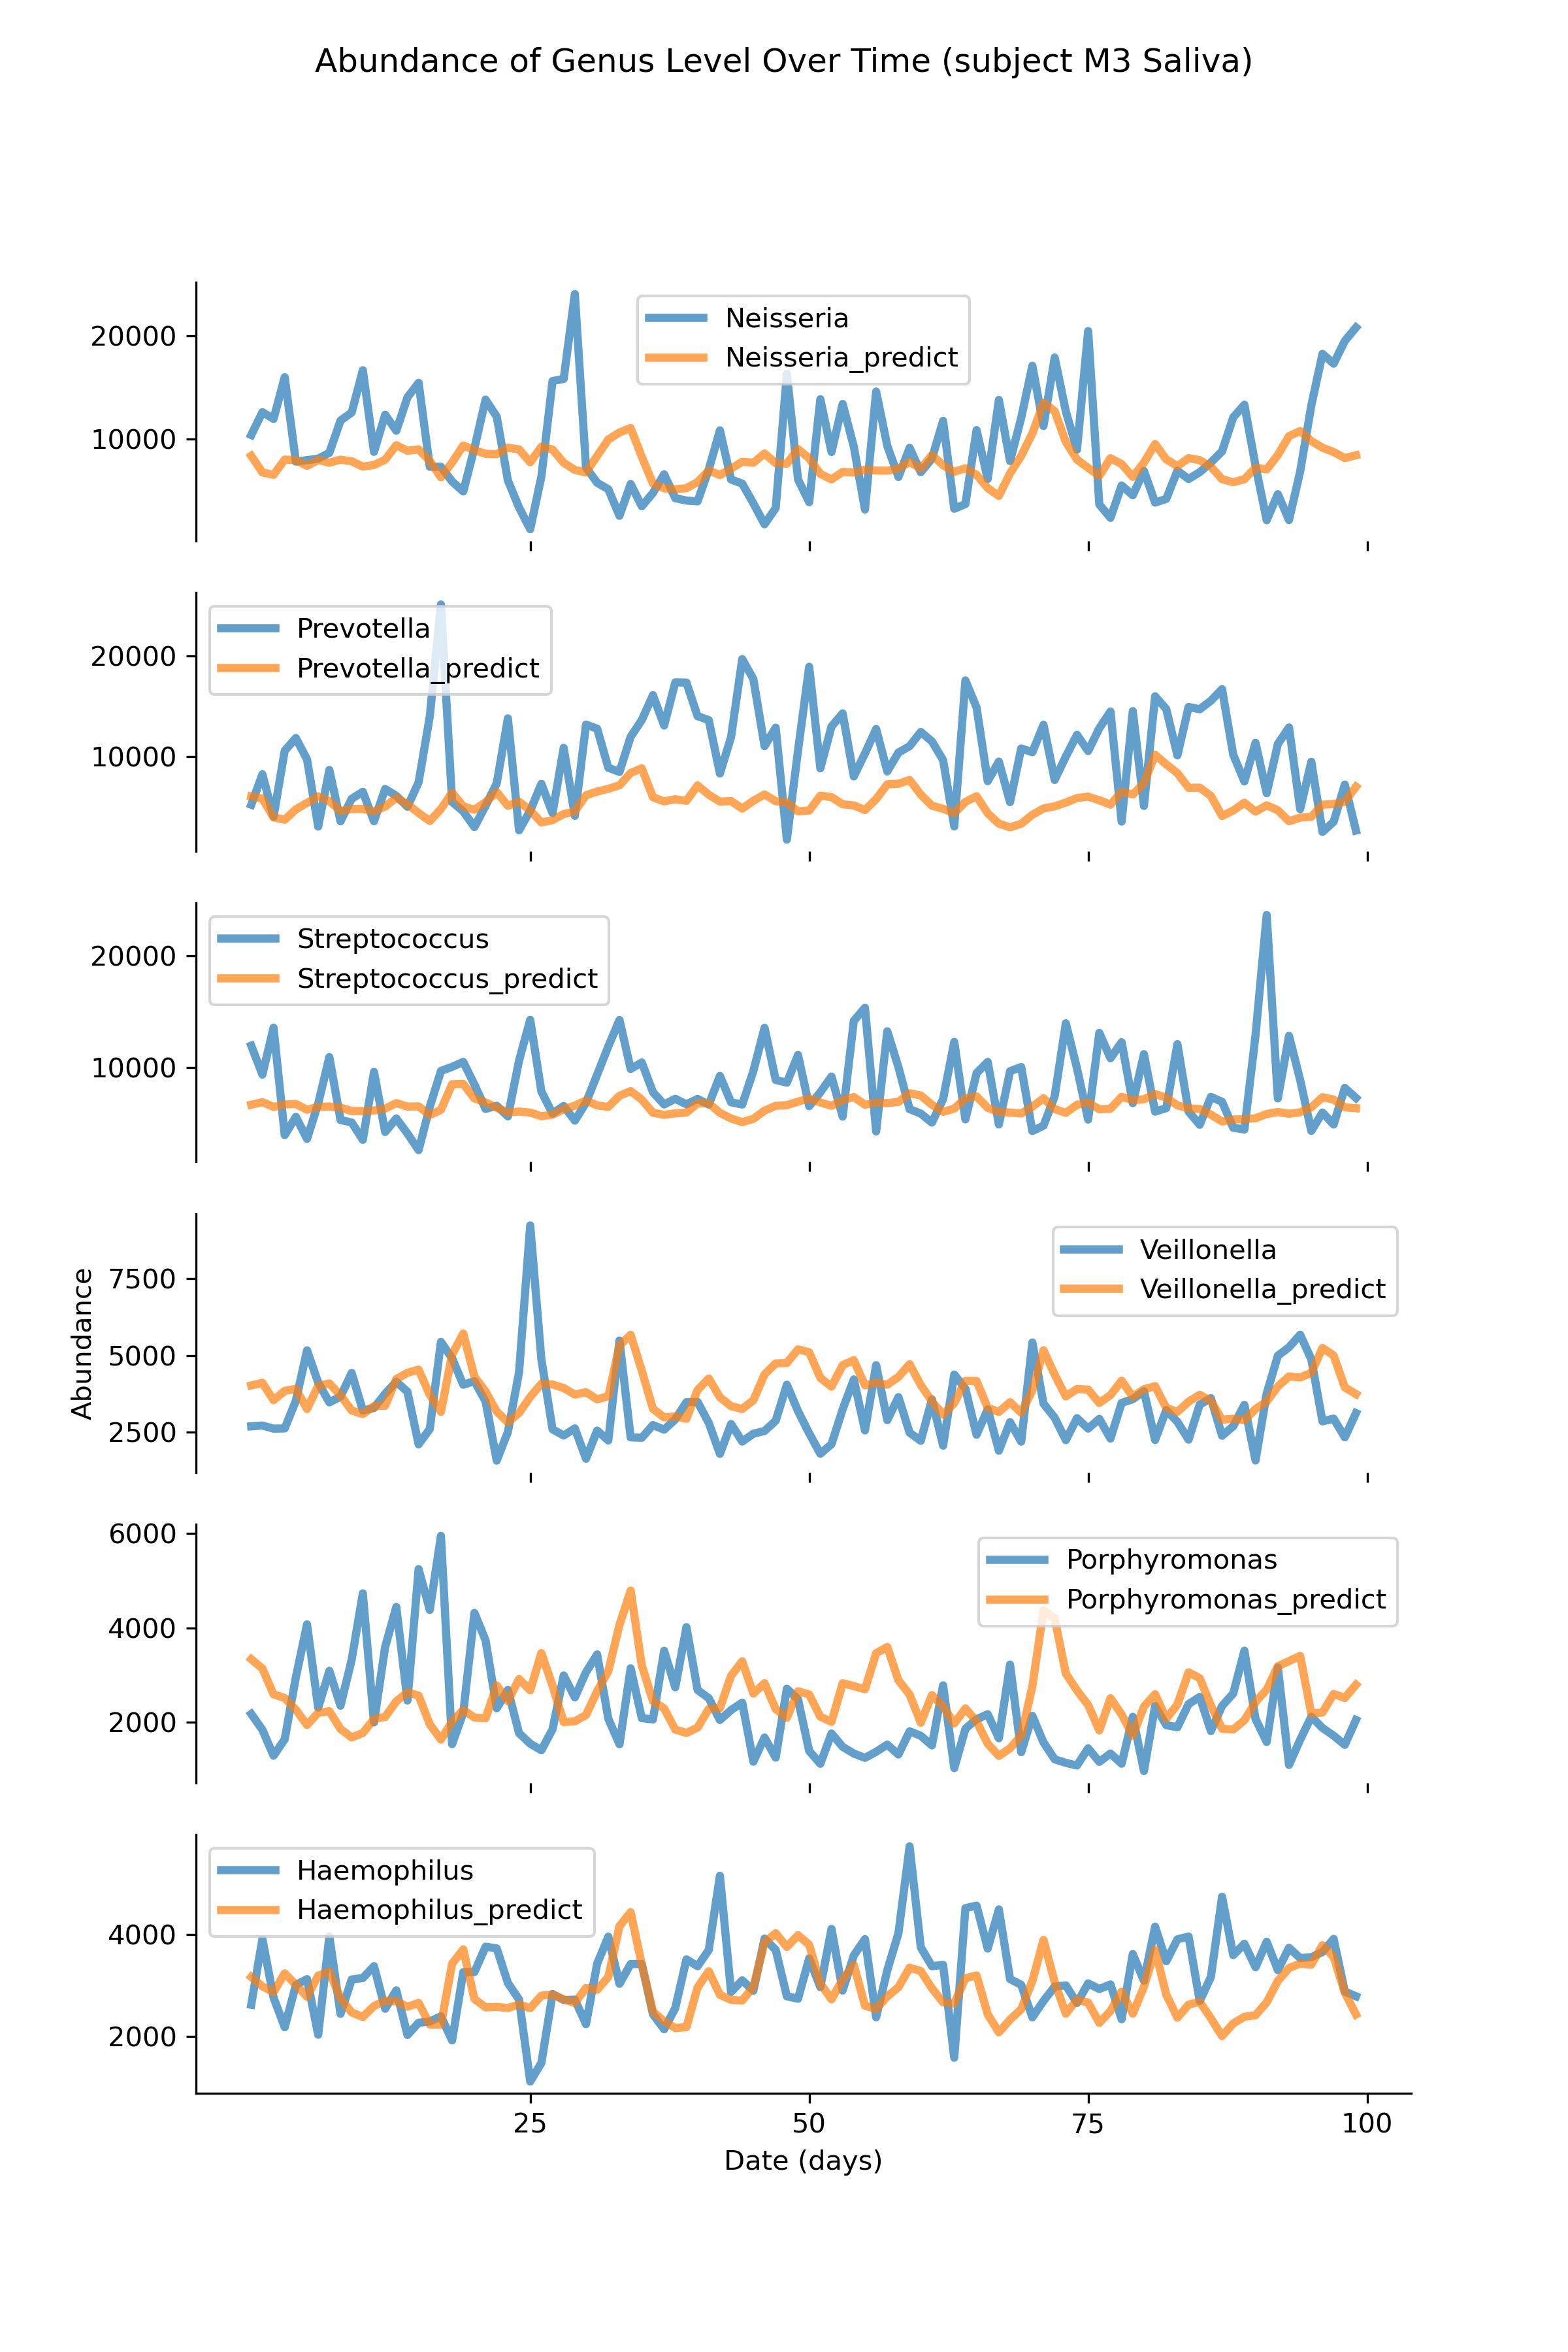 Abundance of Genus Level Over Time (subject M3 Saliva)
20000
10000
Neisseria
Neisseria_predict
20000
10000
Prevotella
Prevotella_predict
20000
10000
Streptococcus
Streptococcus_predict
Abundance
7500
5000
2500
Veillonella
Veillonella_predict
6000
4000
2000
Porphyromonas
Porphyromonas_predict
4000
2000
Haemophilus
Haemophilus_predict
25 50 75 100
Date (days)